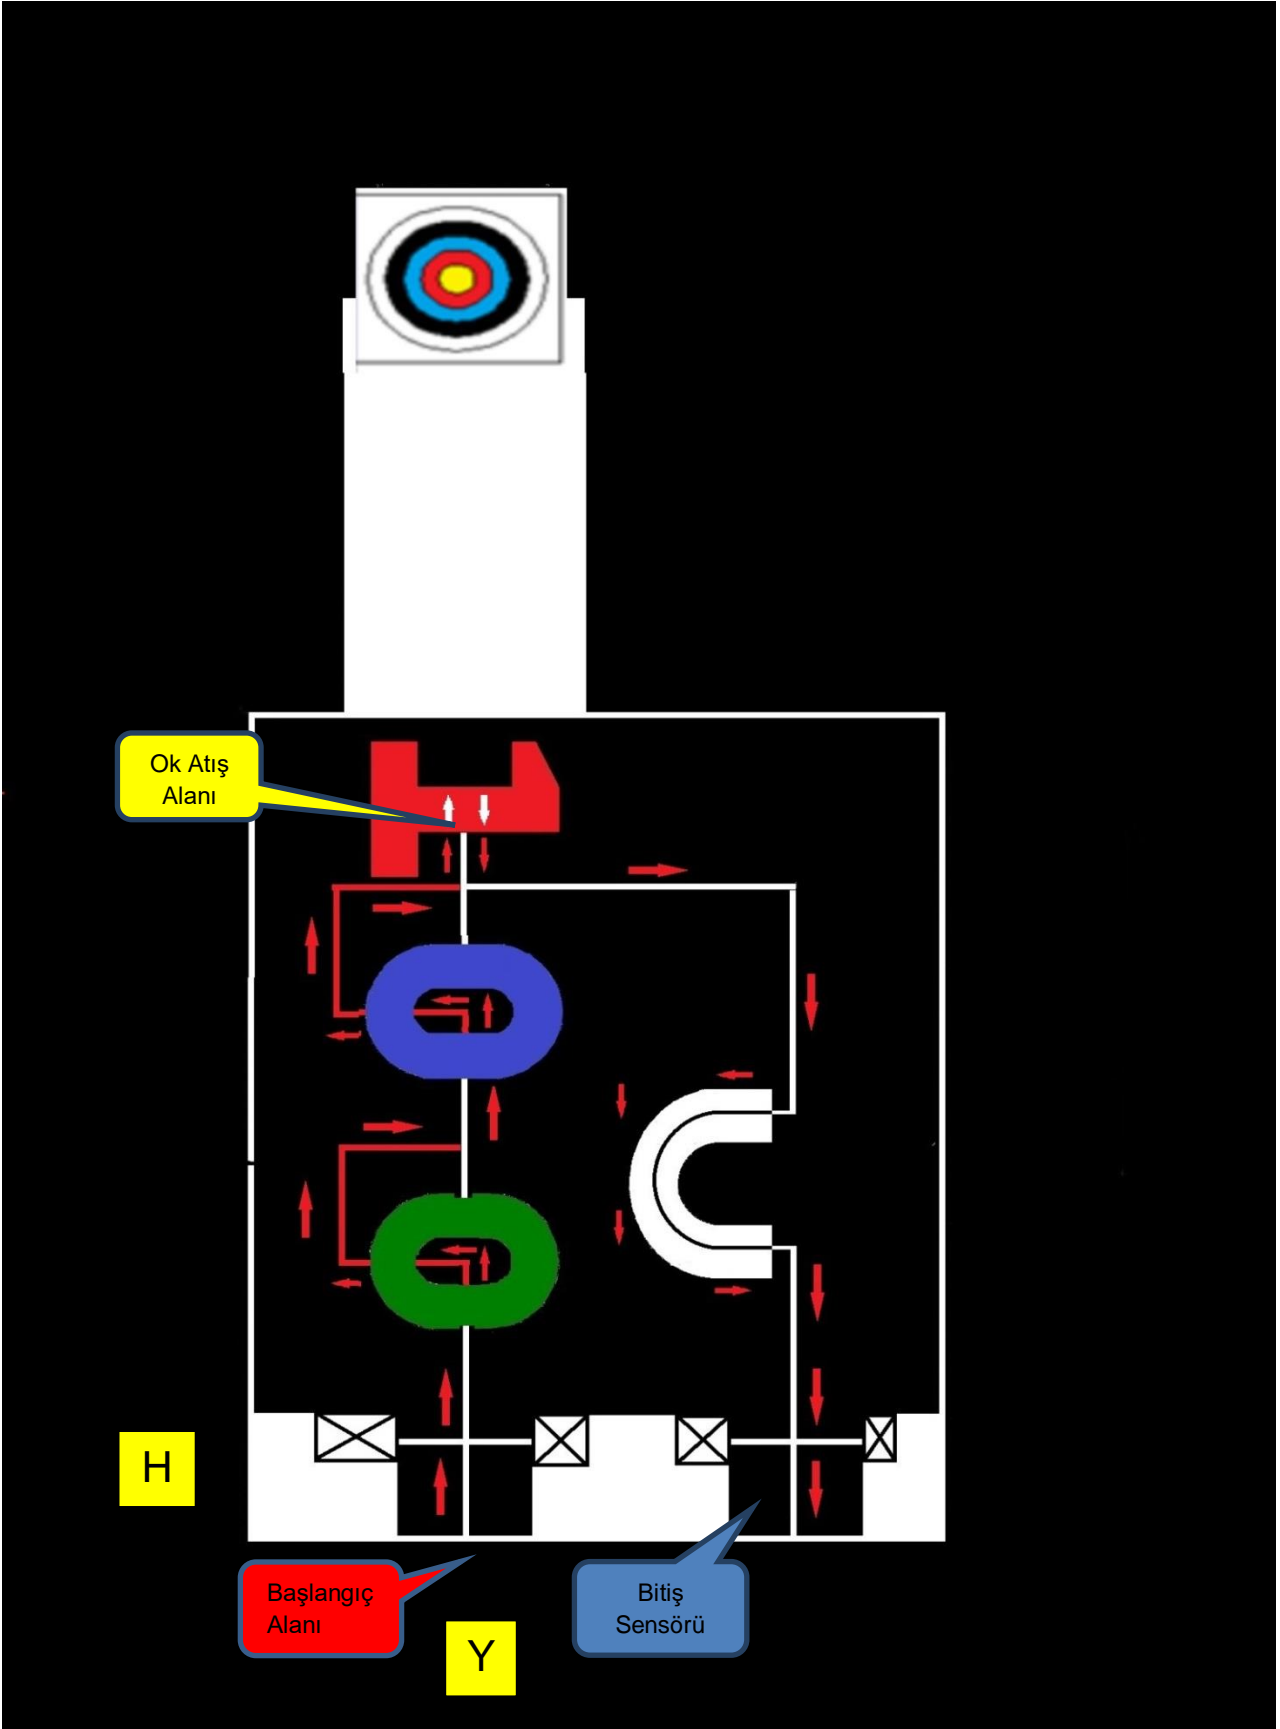 Ok Atış
Alanı
H
Başlangıç
Alanı
Bitiş
Sensörü
Y